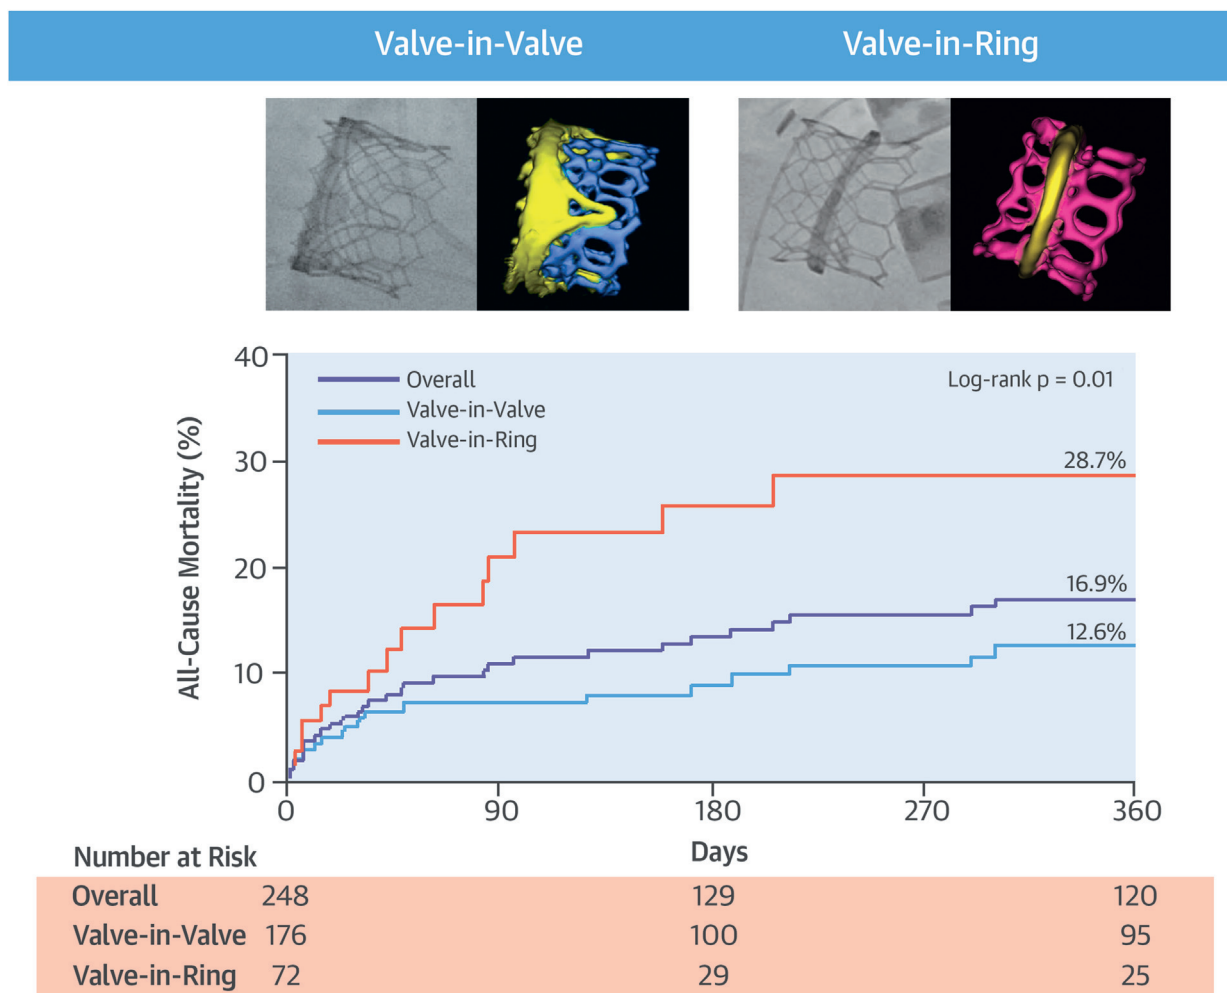 Valve-in-Valve Valve-in-Ring
40
30
20
10
0
All-Cause Mortality (%)
Overall
Valve-in-Valve
Valve-in-Ring
Log-rank p = 0.01
28.7%
16.9%
12.6%
0 90 180 270 360
Days
Number at Risk
Overall 248 129 120
Valve-in-Valve 176 100 95
Valve-in-Ring 72 29 25